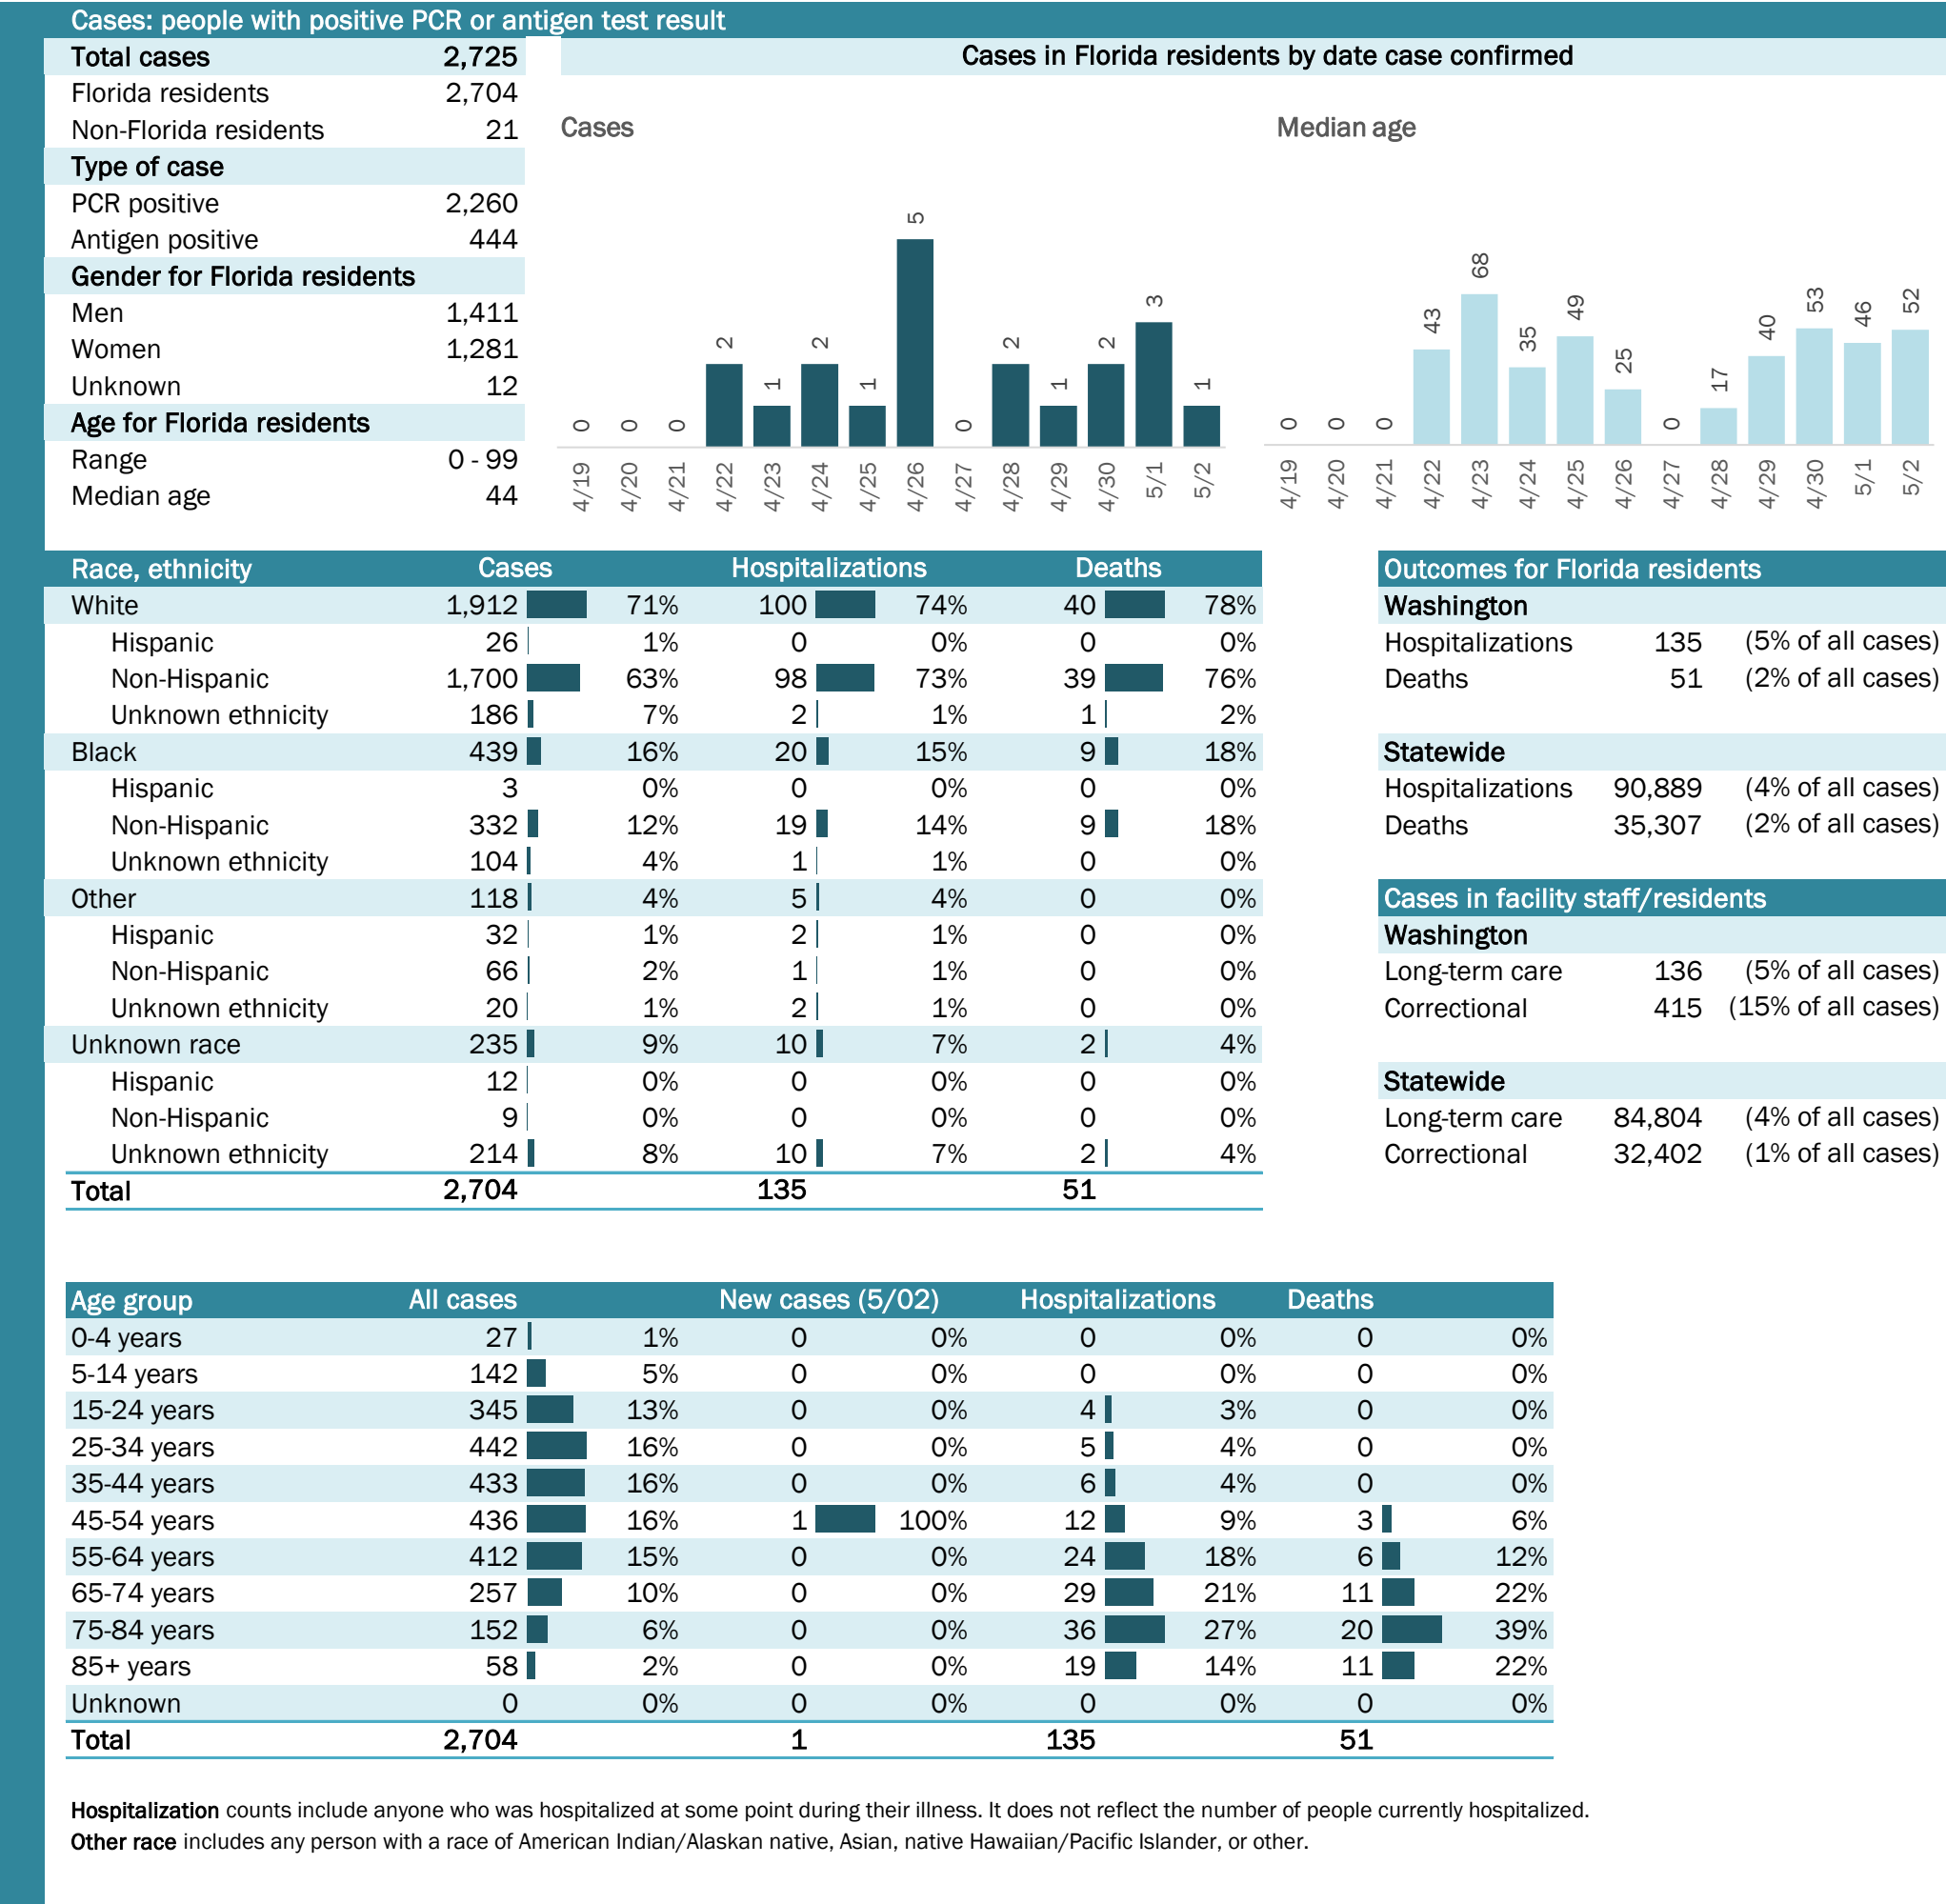 Cases: people with positive PCR or antigen test result
Total cases 2,725
Florida residents 2,704
Non-Florida residents 21
Type of case
PCR positive 2,260
Antigen positive 444
Gender for Florida residents
Men 1,411
Women 1,281
Unknown 12
Age for Florida residents
Range 0 - 99
Median age 44
Cases in Florida residents by date case confirmed
Cases
0 0 0 2 1 2 1 5 0 2 1 2 3 1
4/19 4/20 4/21 4/22 4/23 4/24 4/25 4/26 4/27 4/28 4/29 4/30 5/1 5/2
Median age
0 0 0 43 68 35 49 25 0 17 40 53 46 52
4/19 4/20 4/21 4/22 4/23 4/24 4/25 4/26 4/27 4/28 4/29 4/30 5/1 5/2
Race, ethnicity Cases Hospitalizations Deaths
White 1,912 71% 100 74% 40 78%
Hispanic 26 1% 0 0% 0 0%
Non-Hispanic 1,700 63% 98 73% 39 76%
Unknown ethnicity 186 7% 2 1% 1 2%
Black 439 16% 20 15% 9 18%
Hispanic 3 0% 0 0% 0 0%
Non-Hispanic 332 12% 19 14% 9 18%
Unknown ethnicity 104 4% 1 1% 0 0%
Other 118 4% 5 4% 0 0%
Hispanic 32 1% 2 1% 0 0%
Non-Hispanic 66 2% 1 1% 0 0%
Unknown ethnicity 20 1% 2 1% 0 0%
Unknown race 235 9% 10 7% 2 4%
Hispanic 12 0% 0 0% 0 0%
Non-Hispanic 9 0% 0 0% 0 0%
Unknown ethnicity 214 8% 10 7% 2 4%
Total 2,704 135 51
Outcomes for Florida residents
Washington
Hospitalizations 135 (5% of all cases)
Deaths 51 (2% of all cases)
Statewide
Hospitalizations 90,889 (4% of all cases)
Deaths 35,307 (2% of all cases)
Cases in facility staff/residents
Washington
Long-term care 136 (5% of all cases)
Correctional 415 (15% of all cases)
Statewide
Long-term care 84,804 (4% of all cases)
Correctional 32,402 (1% of all cases)
Age group All cases New cases (5/02) Hospitalizations Deaths
0-4 years 27 1% 0 0% 0 0% 0 0%
5-14 years 142 5% 0 0% 0 0% 0 0%
15-24 years 345 13% 0 0% 4 3% 0 0%
25-34 years 442 16% 0 0% 5 4% 0 0%
35-44 years 433 16% 0 0% 6 4% 0 0%
45-54 years 436 16% 1 100% 12 9% 3 6%
55-64 years 412 15% 0 0% 24 18% 6 12%
65-74 years 257 10% 0 0% 29 21% 11 22%
75-84 years 152 6% 0 0% 36 27% 20 39%
85+ years 58 2% 0 0% 19 14% 11 22%
Unknown 0 0% 0 0% 0 0% 0 0%
Total 2,704 1 135 51
Hospitalization counts include anyone who was hospitalized at some point during their illness. It does not reflect the number of people currently hospitalized.
Other race includes any person with a race of American Indian/Alaskan native, Asian, native Hawaiian/Pacific Islander, or other.